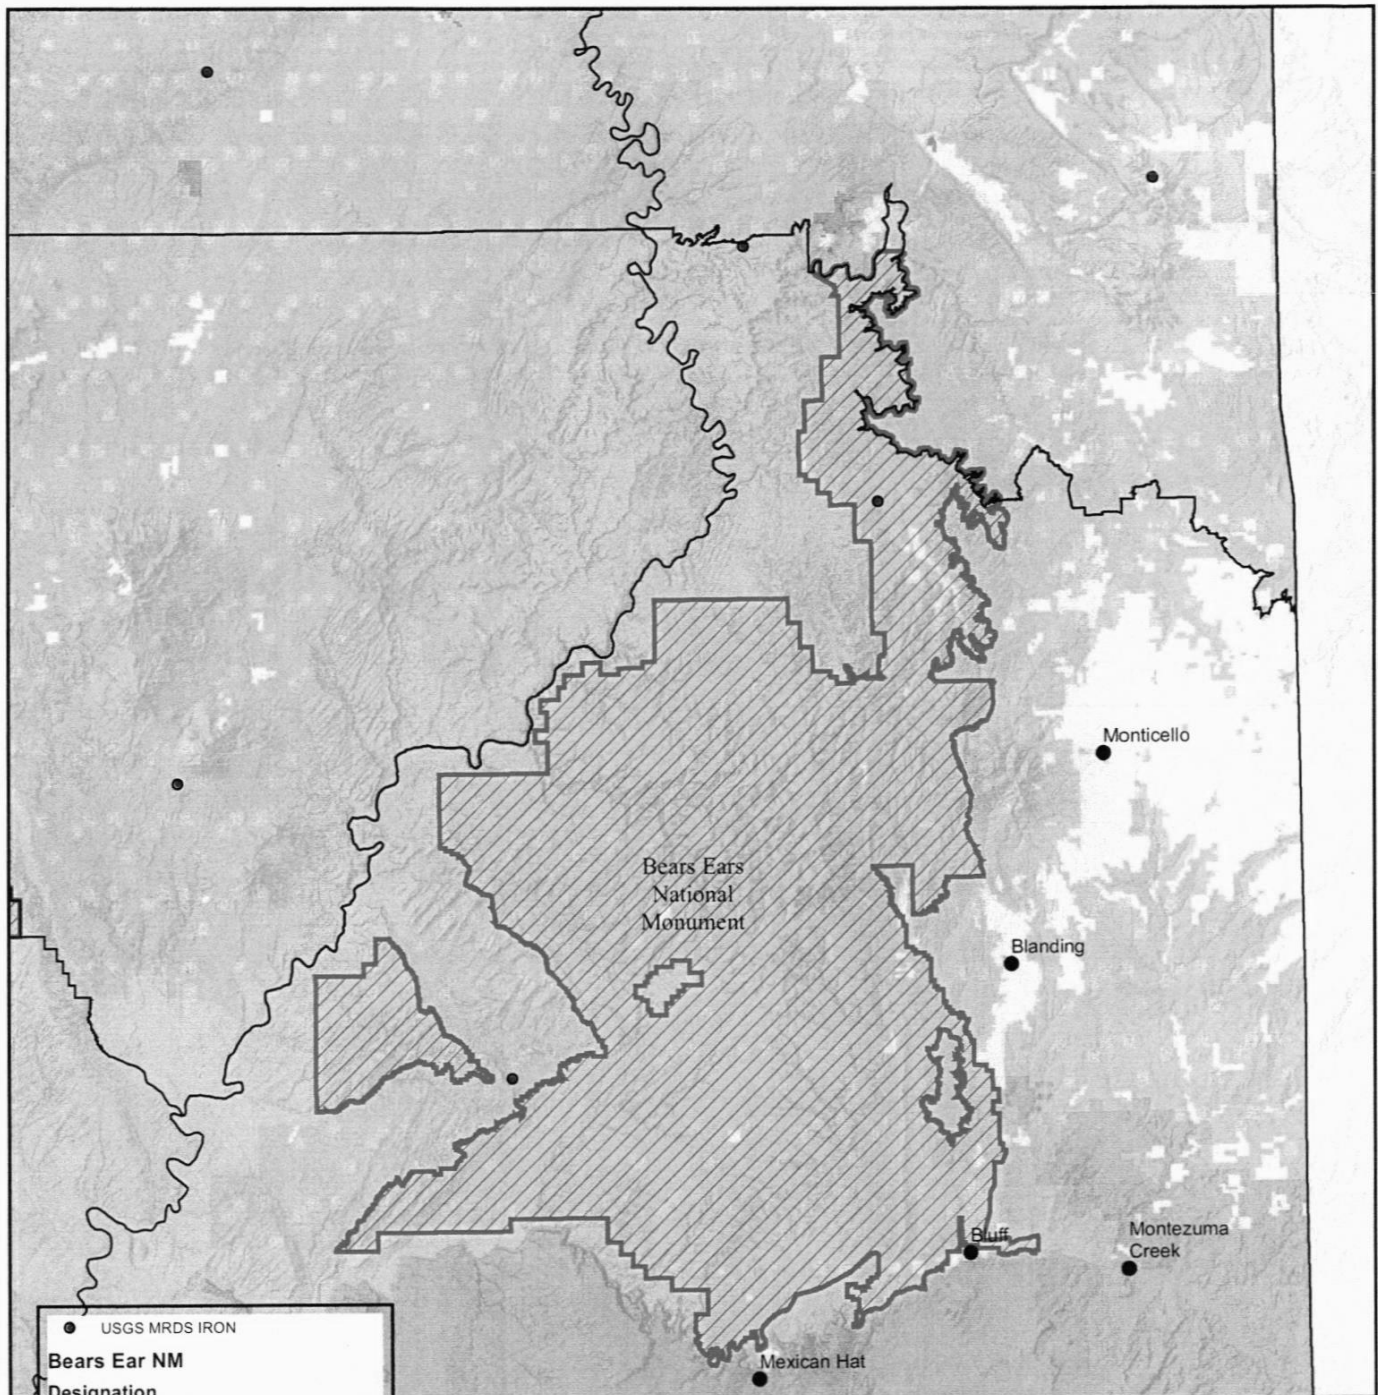 Monticello
Bears Ears
National
Monument
Blanding
Bluff
Montezuma
Creek
USGS MRDS IRON
Bears Ear NM
Designation
Mexican Hat